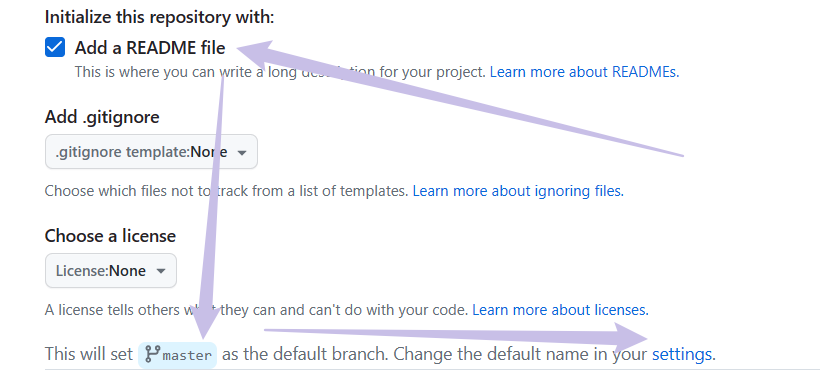 Initialize this repository with:
Add a README file
This is where you can write a long description for your project. Learn more about READMEs.
Add .gitignore
.gitignore template:None
Choose which files not to track from a list of templates. Learn more about ignoring files.
Choose a license
License:None
A license tells others what they can and can't do with your code. Learn more about licenses.
This will set master as the default branch. Change the default name in your settings.